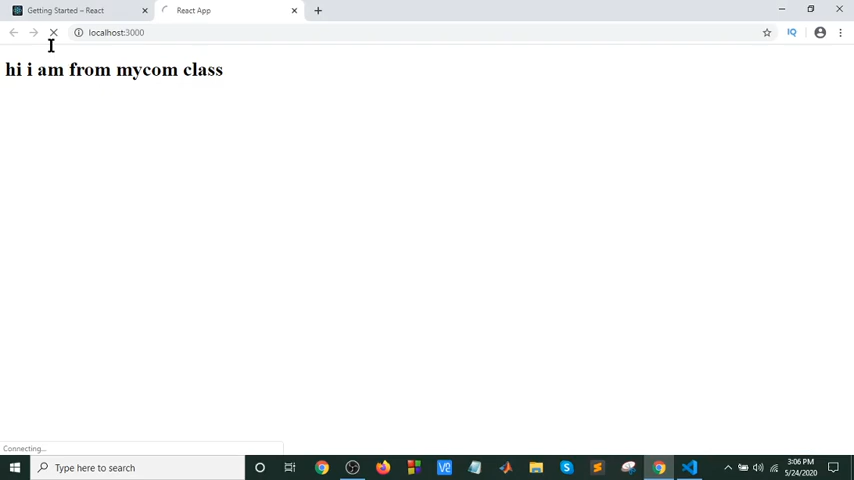 Getting Started – React
React App
localhost:3000
IQ
hi i am from mycom class
Connecting...
Type here to search
3:06 PM
5/24/2020